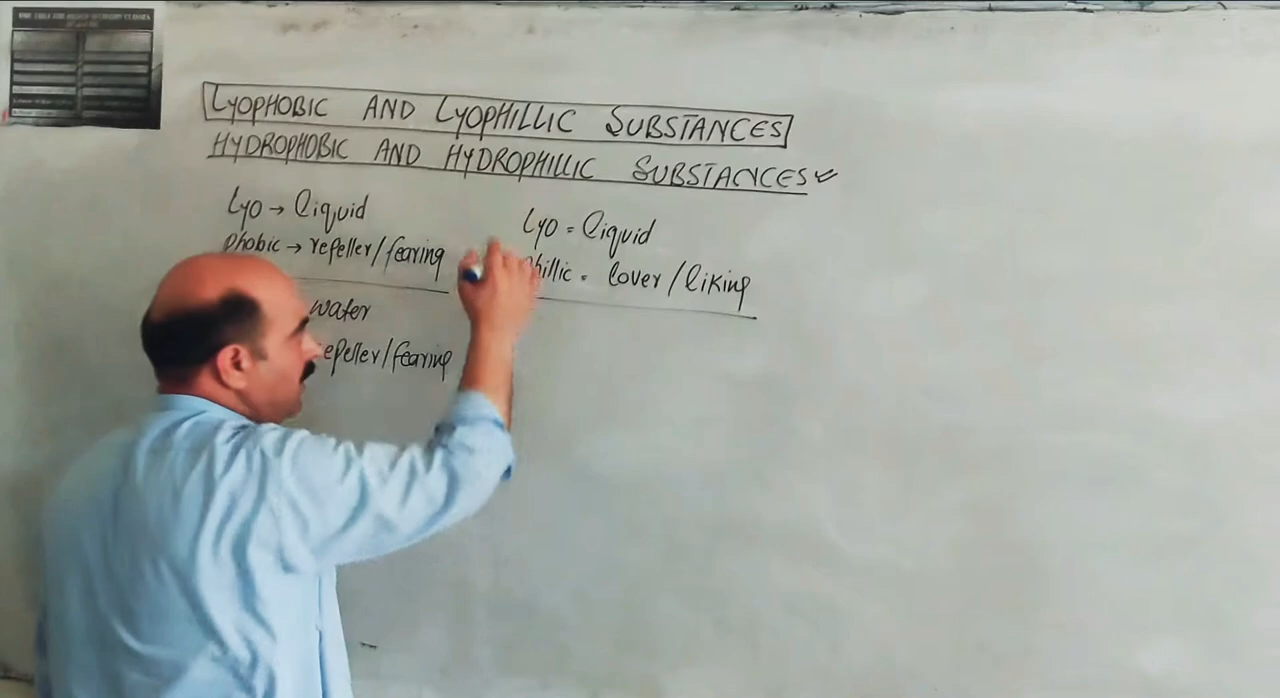 LYOPHOBIC AND LYOPHILLIC SUBSTANCES
HYDROPHOBIC AND HYDROPHILLIC SUBSTANCES
Lyo → liquid
Phobic → repeller/fearing
water
repeller/fearing
Lyo = liquid
Phillic = lover/liking